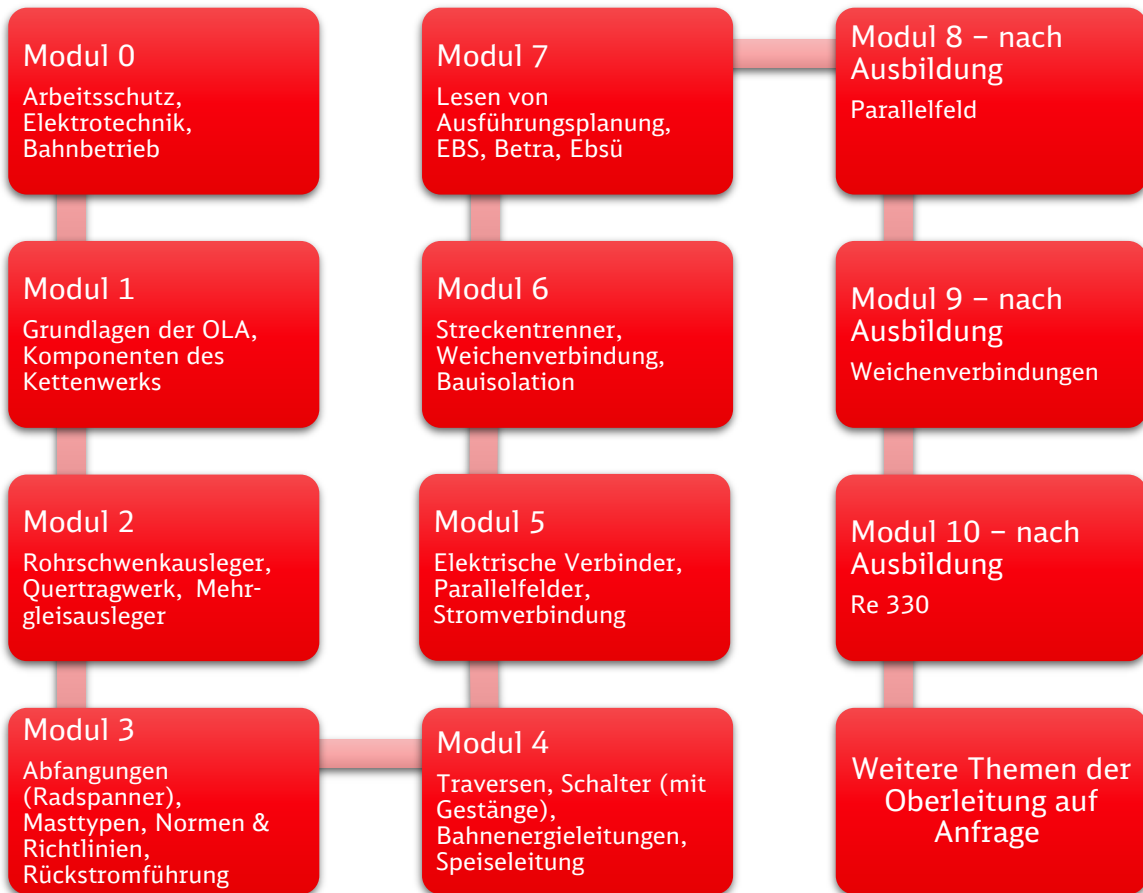 Modul 0
Arbeitsschutz,
Elektrotechnik,
Bahnbetrieb
Modul 1
Grundlagen der OLA,
Komponenten des
Kettenwerks
Modul 2
Rohrschwenkausleger,
Quertragwerk, Mehr-
gleisausleger
Modul 3
Abfangungen
(Radspanner),
Masttypen, Normen &
Richtlinien,
Rückstromführung
Modul 4
Traversen, Schalter (mit
Gestänge),
Bahnenergieleitungen,
Speiseleitung
Modul 5
Elektrische Verbinder,
Parallelfelder,
Stromverbindung
Modul 6
Streckentrenner,
Weichenverbindung,
Bauisolation
Modul 7
Lesen von
Ausführungsplanung,
EBS, Betra, Ebsü
Modul 8 – nach
Ausbildung
Parallelfeld
Modul 9 – nach
Ausbildung
Weichenverbindungen
Modul 10 – nach
Ausbildung
Re 330
Weitere Themen der
Oberleitung auf
Anfrage